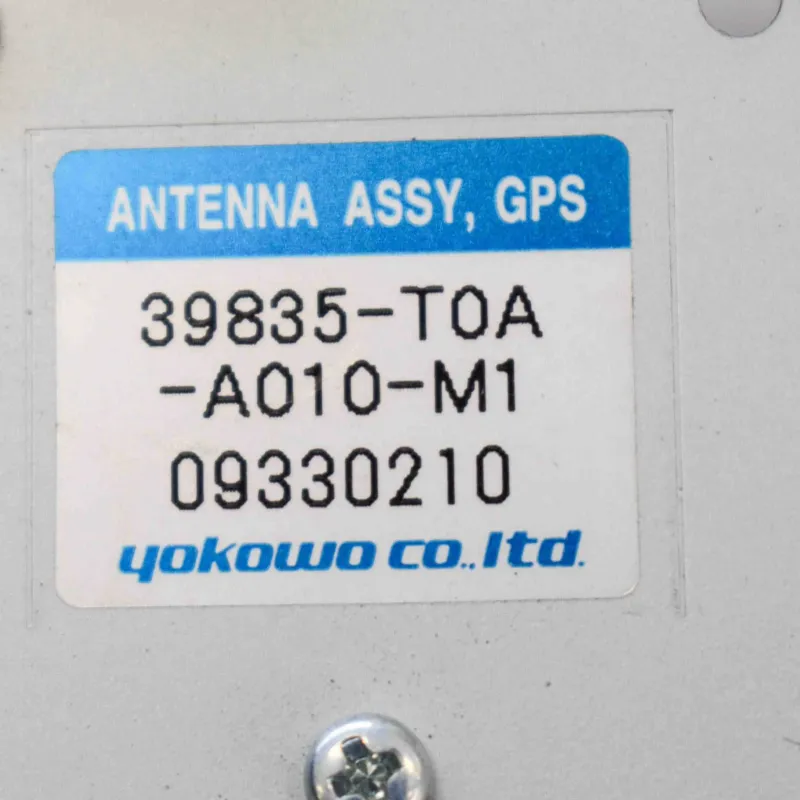 ANTENNA ASSY, GPS
39835-T0A
-A010-M1
09330210
yokowo co.,ltd.